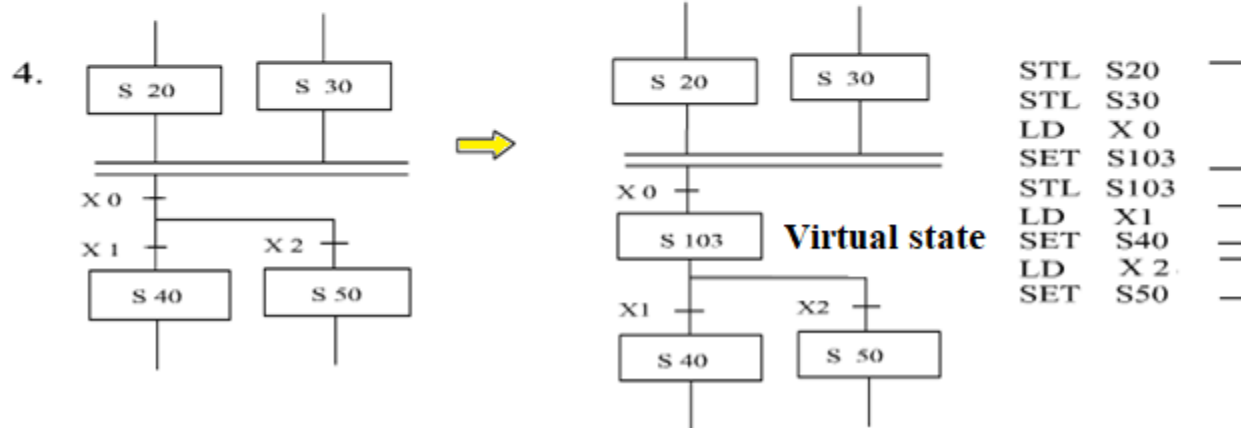 4.
S 20
S 30
X 0
X 1
X 2
S 40
S 50
S 20
S 30
X 0
S 103
Virtual state
X1
X2
S 40
S 50
STL S20
STL S30
LD X 0
SET S103
STL S103
LD X1
SET S40
LD X 2
SET S50